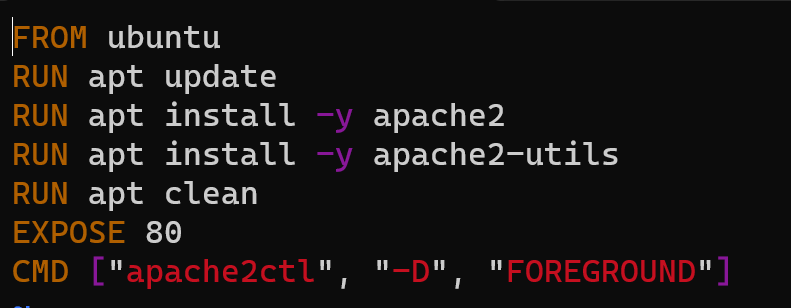 FROM ubuntu
RUN apt update
RUN apt install -y apache2
RUN apt install -y apache2-utils
RUN apt clean
EXPOSE 80
CMD ["apache2ctl", "-D", "FOREGROUND"]